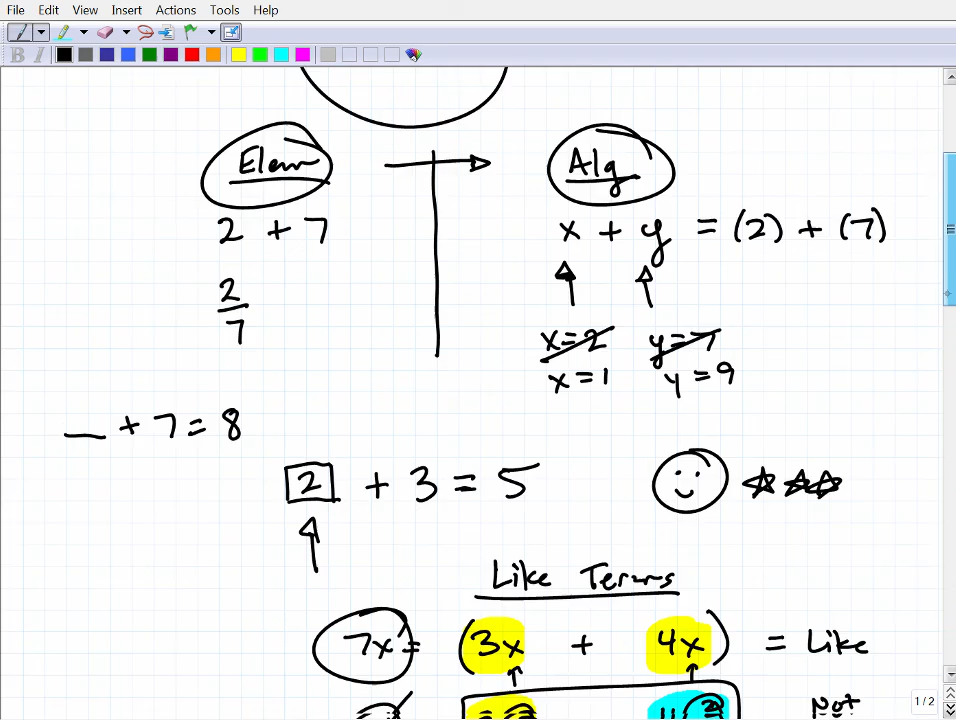 File Edit View Insert Actions Tools Help
B I
Elem Alg
2 + 7 x + y = (2) + (7)
2/7
x=2 y=7
x=1 y=9
__ + 7 = 8
2 + 3 = 5
Like Terms
7x = (3x + 4x) = Like
Not
1 / 2